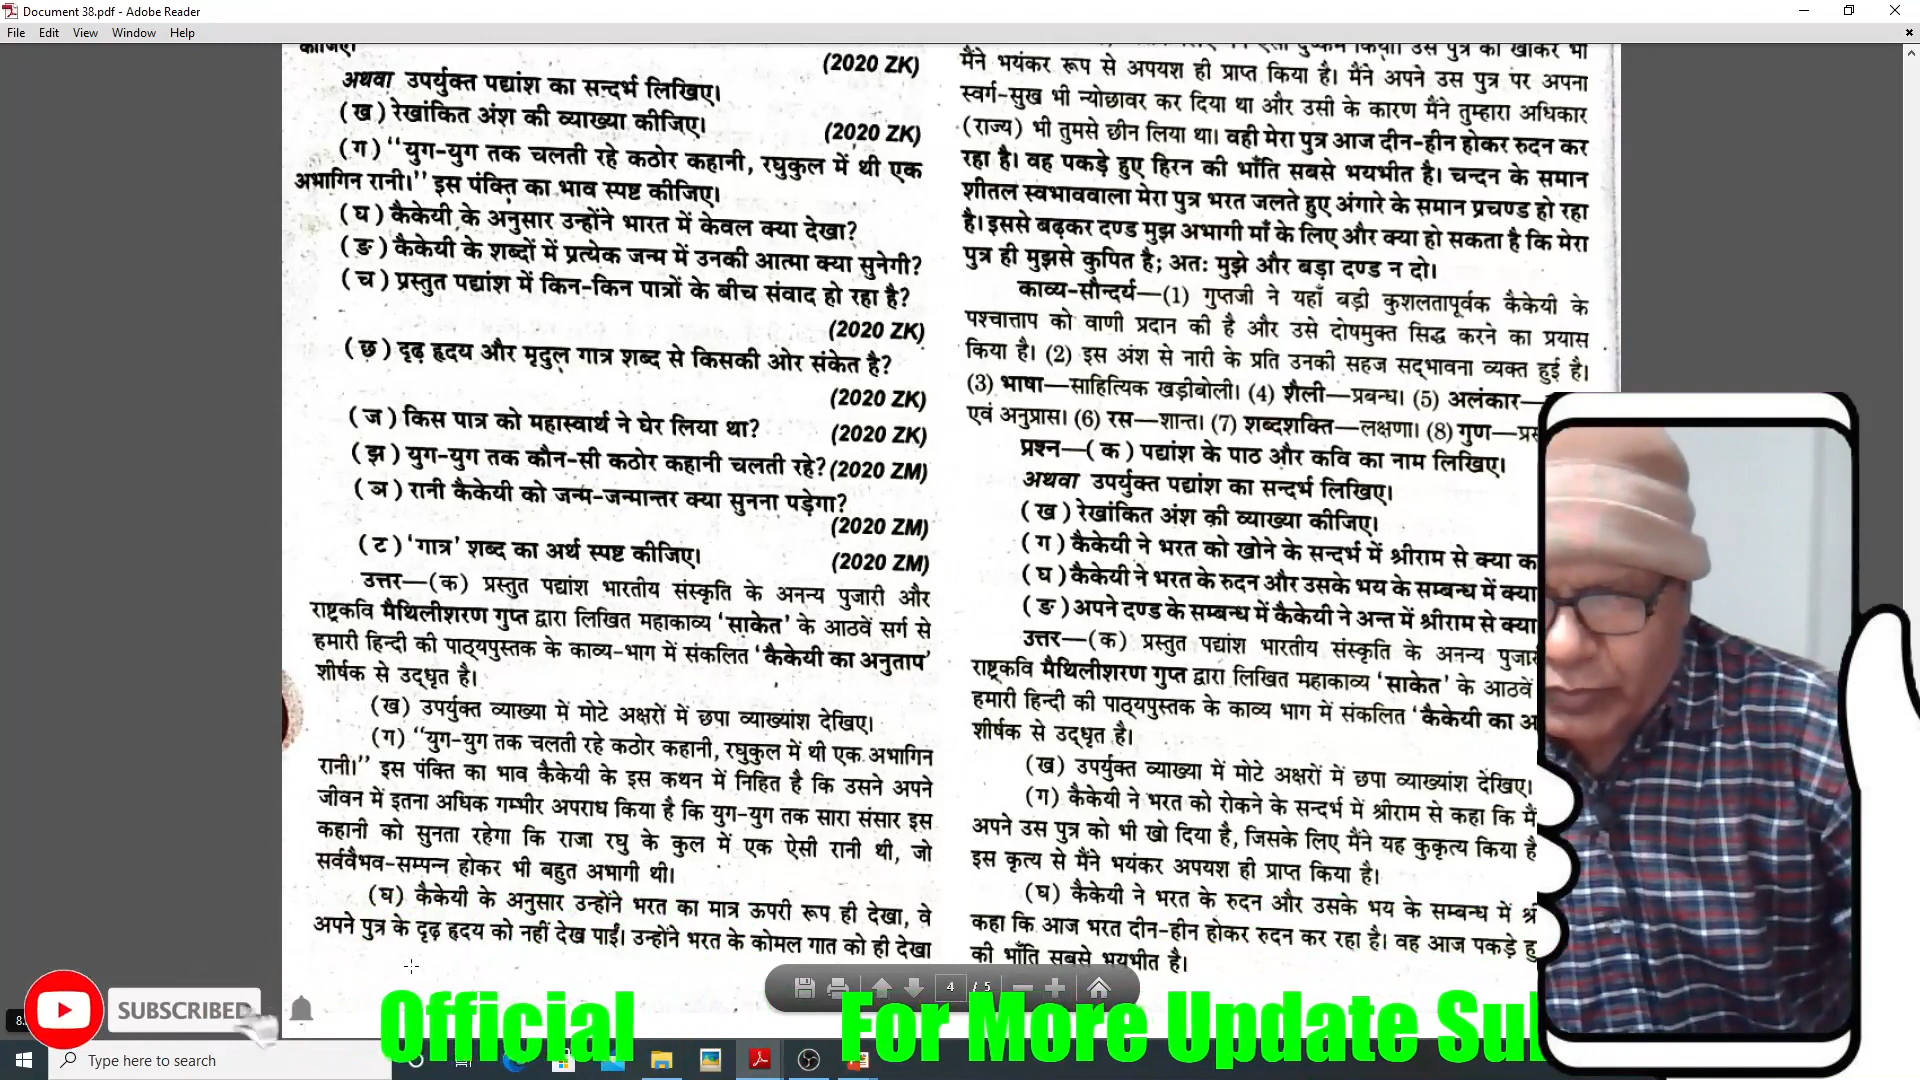 Document 38.pdf - Adobe Reader
File Edit View Window Help
कीजिए।
(2020 ZK)
अथवा उपर्युक्त पद्यांश का सन्दर्भ लिखिए।
(ख) रेखांकित अंश की व्याख्या कीजिए।
(2020 ZK)
(ग) “युग-युग तक चलती रहे कठोर कहानी, रघुकुल में थी एक
अभागिन रानी।” इस पंक्ति का भाव स्पष्ट कीजिए।
(घ) कैकेयी के अनुसार उन्होंने भारत में केवल क्या देखा?
(ङ) कैकेयी के शब्दों में प्रत्येक जन्म में उनकी आत्मा क्या सुनेगी?
(च) प्रस्तुत पद्यांश में किन-किन पात्रों के बीच संवाद हो रहा है?
(2020 ZK)
(छ) दृढ़ हृदय और मृदुल गात्र शब्द से किसकी ओर संकेत है?
(2020 ZK)
(ज) किस पात्र को महास्वार्थ ने घेर लिया था?
(2020 ZK)
(झ) युग-युग तक कौन-सी कठोर कहानी चलती रहे? (2020 ZM)
(ञ) रानी कैकेयी को जन्म-जन्मान्तर क्या सुनना पड़ेगा?
(2020 ZM)
(ट) ‘गात्र’ शब्द का अर्थ स्पष्ट कीजिए।
(2020 ZM)
उत्तर—(क) प्रस्तुत पद्यांश भारतीय संस्कृति के अनन्य पुजारी और
राष्ट्रकवि मैथिलीशरण गुप्त द्वारा लिखित महाकाव्य ‘साकेत’ के आठवें सर्ग से
हमारी हिन्दी की पाठ्यपुस्तक के काव्य-भाग में संकलित ‘कैकेयी का अनुताप’
शीर्षक से उद्धृत है।
(ख) उपर्युक्त व्याख्या में मोटे अक्षरों में छपा व्याख्यांश देखिए।
(ग) “युग-युग तक चलती रहे कठोर कहानी, रघुकुल में थी एक अभागिन
रानी।” इस पंक्ति का भाव कैकेयी के इस कथन में निहित है कि उसने अपने
जीवन में इतना अधिक गम्भीर अपराध किया है कि युग-युग तक सारा संसार इस
कहानी को सुनता रहेगा कि राजा रघु के कुल में एक ऐसी रानी थी, जो
सर्ववैभव-सम्पन्न होकर भी बहुत अभागी थी।
(घ) कैकेयी के अनुसार उन्होंने भरत का मात्र ऊपरी रूप ही देखा, वे
अपने पुत्र के दृढ़ हृदय को नहीं देख पाईं। उन्होंने भरत के कोमल गात को ही देखा
मैंने भयंकर रूप से अपयश ही प्राप्त किया है। मैंने अपने उस पुत्र पर अपना
स्वर्ग-सुख भी न्योछावर कर दिया था और उसी के कारण मैंने तुम्हारा अधिकार
(राज्य) भी तुमसे छीन लिया था। वही मेरा पुत्र आज दीन-हीन होकर रुदन कर
रहा है। वह पकड़े हुए हिरन की भाँति सबसे भयभीत है। चन्दन के समान
शीतल स्वभाववाला मेरा पुत्र भरत जलते हुए अंगारे के समान प्रचण्ड हो रहा
है। इससे बढ़कर दण्ड मुझ अभागी माँ के लिए और क्या हो सकता है कि मेरा
पुत्र ही मुझसे कुपित है; अतः मुझे और बड़ा दण्ड न दो।
काव्य-सौन्दर्य—(1) गुप्तजी ने यहाँ बड़ी कुशलतापूर्वक कैकेयी के
पश्चात्ताप को वाणी प्रदान की है और उसे दोषमुक्त सिद्ध करने का प्रयास
किया है। (2) इस अंश से नारी के प्रति उनकी सहज सद्भावना व्यक्त हुई है।
(3) भाषा—साहित्यिक खड़ीबोली। (4) शैली—प्रबन्ध। (5) अलंकार—
एवं अनुप्रास। (6) रस—शान्त। (7) शब्दशक्ति—लक्षणा। (8) गुण—
प्रश्न—(क) पद्यांश के पाठ और कवि का नाम लिखिए।
अथवा उपर्युक्त पद्यांश का सन्दर्भ लिखिए।
(ख) रेखांकित अंश की व्याख्या कीजिए।
(ग) कैकेयी ने भरत को खोने के सन्दर्भ में श्रीराम से क्या
(घ) कैकेयी ने भरत के रुदन और उसके भय के सम्बन्ध में क्या
(ङ) अपने दण्ड के सम्बन्ध में कैकेयी ने अन्त में श्रीराम से क्या
उत्तर—(क) प्रस्तुत पद्यांश भारतीय संस्कृति के अनन्य
राष्ट्रकवि मैथिलीशरण गुप्त द्वारा लिखित महाकाव्य ‘साकेत’ के आठवें
हमारी हिन्दी की पाठ्यपुस्तक के काव्य भाग में संकलित ‘कैकेयी का
शीर्षक से उद्धृत है।
(ख) उपर्युक्त व्याख्या में मोटे अक्षरों में छपा व्याख्यांश देखिए।
(ग) कैकेयी ने भरत को रोकने के सन्दर्भ में श्रीराम से कहा कि मैंने
अपने उस पुत्र को भी खो दिया है, जिसके लिए मैंने यह कुकृत्य किया है
इस कृत्य से मैंने भयंकर अपयश ही प्राप्त किया है।
(घ) कैकेयी ने भरत के रुदन और उसके भय के सम्बन्ध में
कहा कि आज भरत दीन-हीन होकर रुदन कर रहा है। वह आज पकड़े
की भाँति सबसे भयभीत है।
4 / 5
SUBSCRIBED
Official For More Update
Type here to search